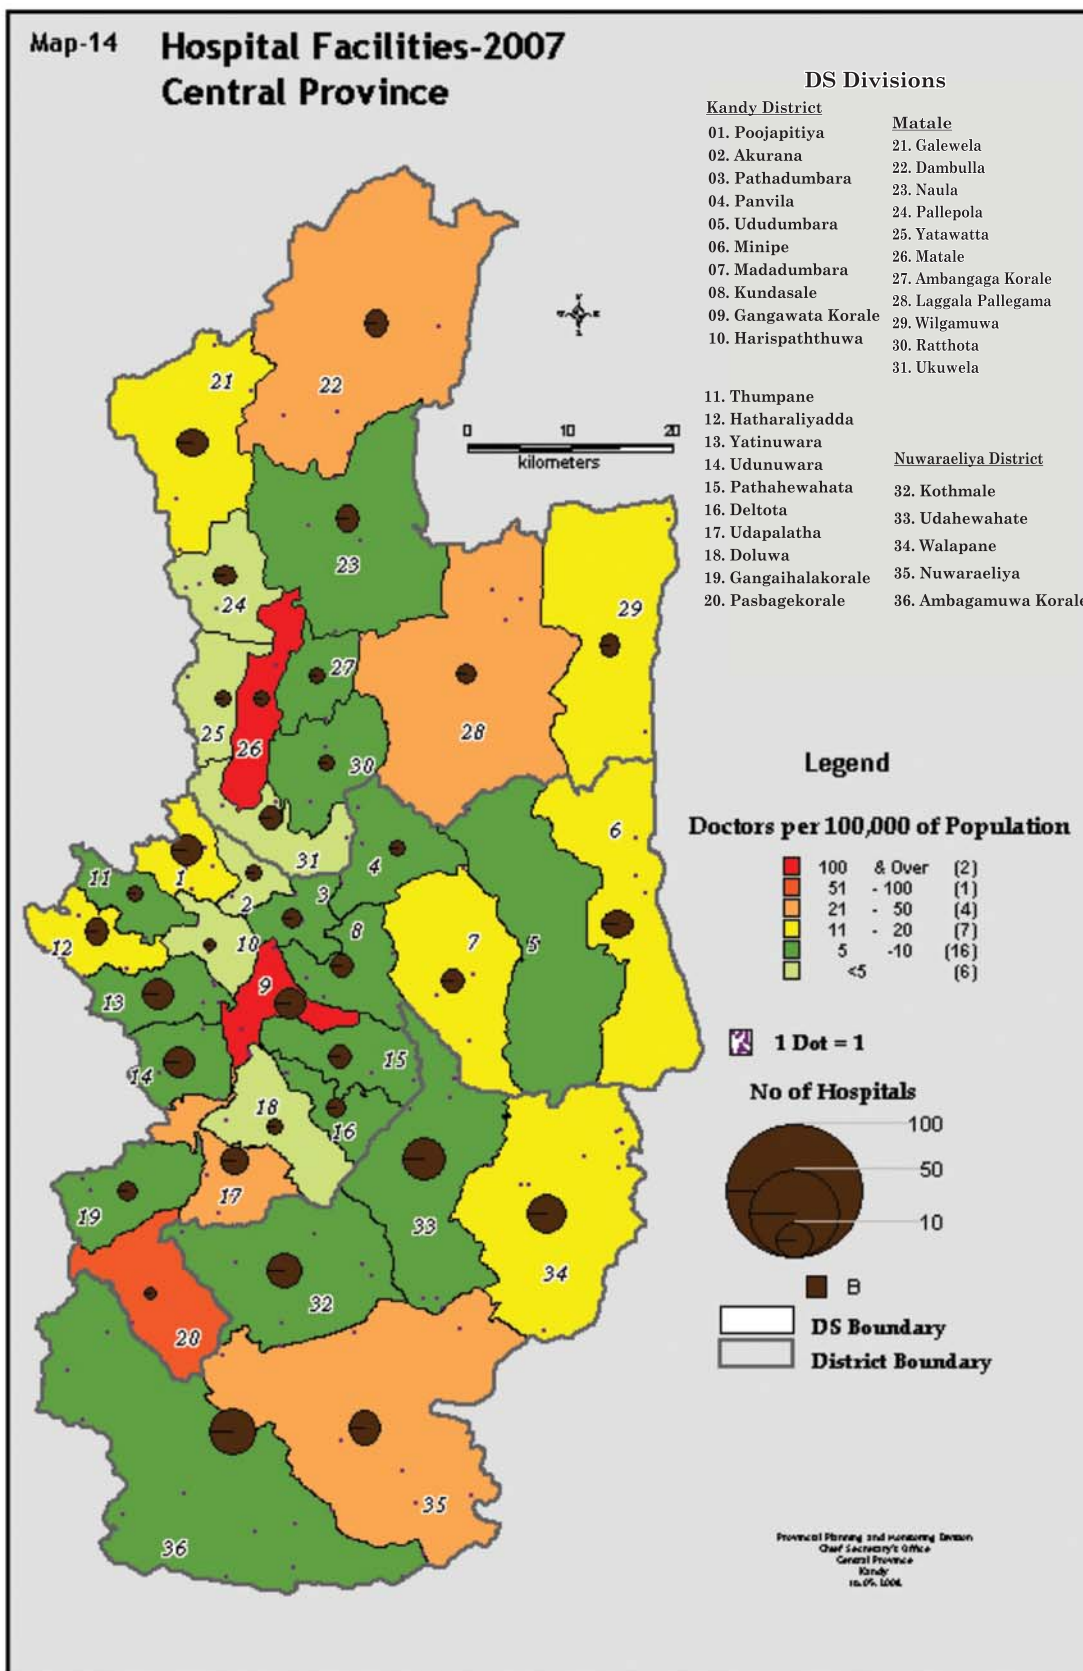 Map-14
Hospital Facilities-2007
Central Province
DS Divisions
Kandy District
01. Poojapitiya
02. Akurana
03. Pathadumbara
04. Panvila
05. Ududumbara
06. Minipe
07. Madadumbara
08. Kundasale
09. Gangawata Korale
10. Harispaththuwa
11. Thumpane
12. Hatharaliyadda
13. Yatinuwara
14. Udunuwara
15. Pathahewahata
16. Deltota
17. Udapalatha
18. Doluwa
19. Gangaihalakorale
20. Pasbagekorale
Matale
21. Galewela
22. Dambulla
23. Naula
24. Pallepola
25. Yatawatta
26. Matale
27. Ambangaga Korale
28. Laggala Pallegama
29. Wilgamuwa
30. Ratthota
31. Ukuwela
Nuwaraeliya District
32. Kothmale
33. Udahewahate
34. Walapane
35. Nuwaraeliya
36. Ambagamuwa Korale
0 10 20
kilometers
21
22
23
24
29
27
25
26
28
30
6
31
4
11
1
2
3
12
10
8
7
5
9
13
15
14
18
16
17
19
33
34
32
20
35
36
Legend
Doctors per 100,000 of Population
100 & Over (2)
51 - 100 (1)
21 - 50 (4)
11 - 20 (7)
5 -10 (16)
<5 (6)
1 Dot = 1
No of Hospitals
100
50
10
B
DS Boundary
District Boundary
Provincial Planning and Monitoring Division
Chief Secretary's Office
Central Province
Kandy